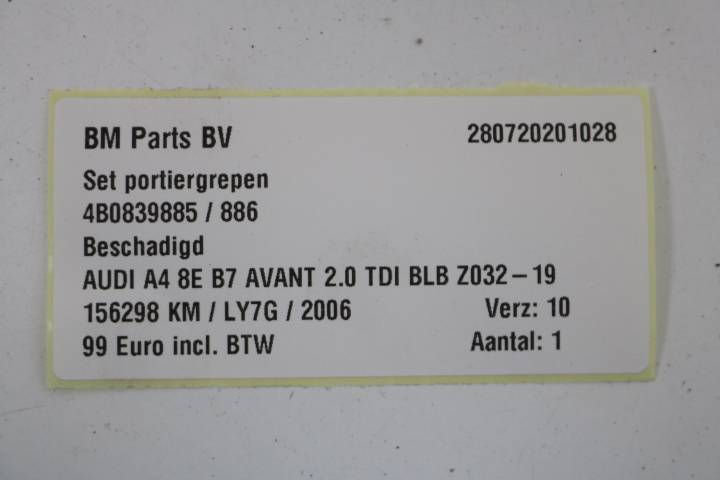 BM Parts BV 280720201028
Set portiergrepen
4B0839885 / 886
Beschadigd
AUDI A4 8E B7 AVANT 2.0 TDI BLB Z032-19
156298 KM / LY7G / 2006 Verz: 10
99 Euro incl. BTW Aantal: 1